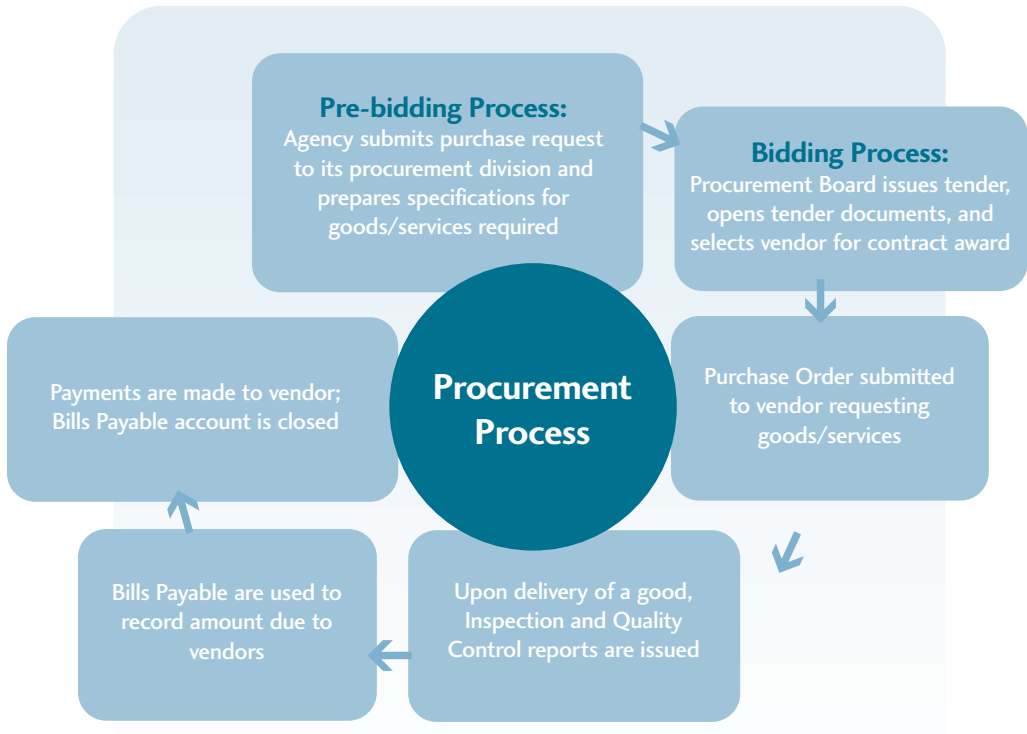 Pre-bidding Process:
Agency submits purchase request
to its procurement division and
prepares specifications for
goods/services required
Bidding Process:
Procurement Board issues tender,
opens tender documents, and
selects vendor for contract award
Procurement
Process
Purchase Order submitted
to vendor requesting
goods/services
Upon delivery of a good,
Inspection and Quality
Control reports are issued
Bills Payable are used to
record amount due to
vendors
Payments are made to vendor;
Bills Payable account is closed